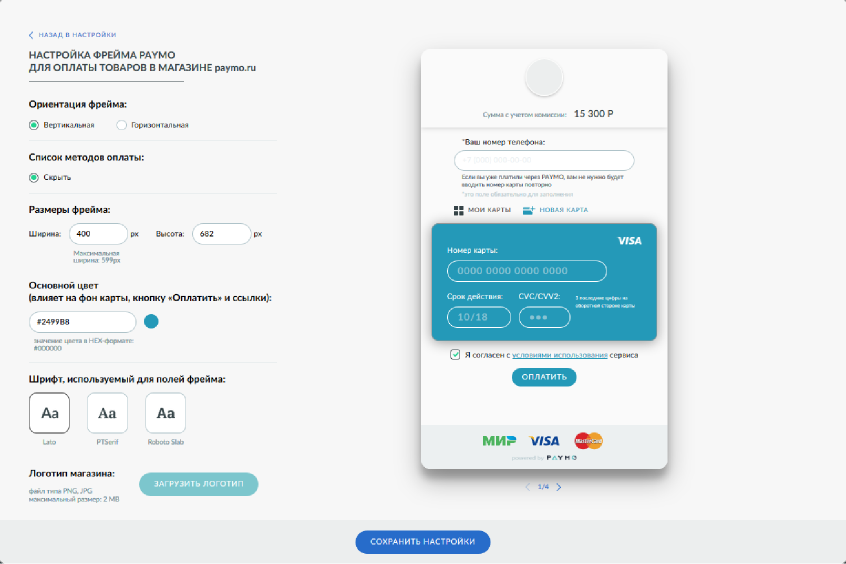 НАЗАД В НАСТРОЙКИ
НАСТРОЙКА ФРЕЙМА PAYMO
ДЛЯ ОПЛАТЫ ТОВАРОВ В МАГАЗИНЕ paymo.ru
Ориентация фрейма:
Вертикальная Горизонтальная
Список методов оплаты:
Скрыть
Размеры фрейма:
Ширина: 400 px Высота: 682 px
Максимальная
ширина: 599px
Основной цвет
(влияет на фон карты, кнопку «Оплатить» и ссылки):
#2499B8
значение цвета в HEX-формате:
#000000
Шрифт, используемый для полей фрейма:
Aa Aa Aa
Lato PTSerif Roboto Slab
Логотип магазина:
файл типа PNG, JPG
максимальный размер: 2 MB
ЗАГРУЗИТЬ ЛОГОТИП
Сумма с учетом комиссии: 15 300 Р
*Ваш номер телефона:
+7 000 000 00 00
Если вы уже платили через PAYMO, вам не нужно будет
вводить номер карты повторно
*это поле обязательно для заполнения
МОИ КАРТЫ НОВАЯ КАРТА
VISA
Номер карты:
0000 0000 0000 0000
Срок действия: CVC/CVV2:
10/18
3 последние цифры на
оборотной стороне карты
Я согласен с условиями использования сервиса
ОПЛАТИТЬ
МИР VISA MasterCard
powered by PAYMO
1/4
СОХРАНИТЬ НАСТРОЙКИ